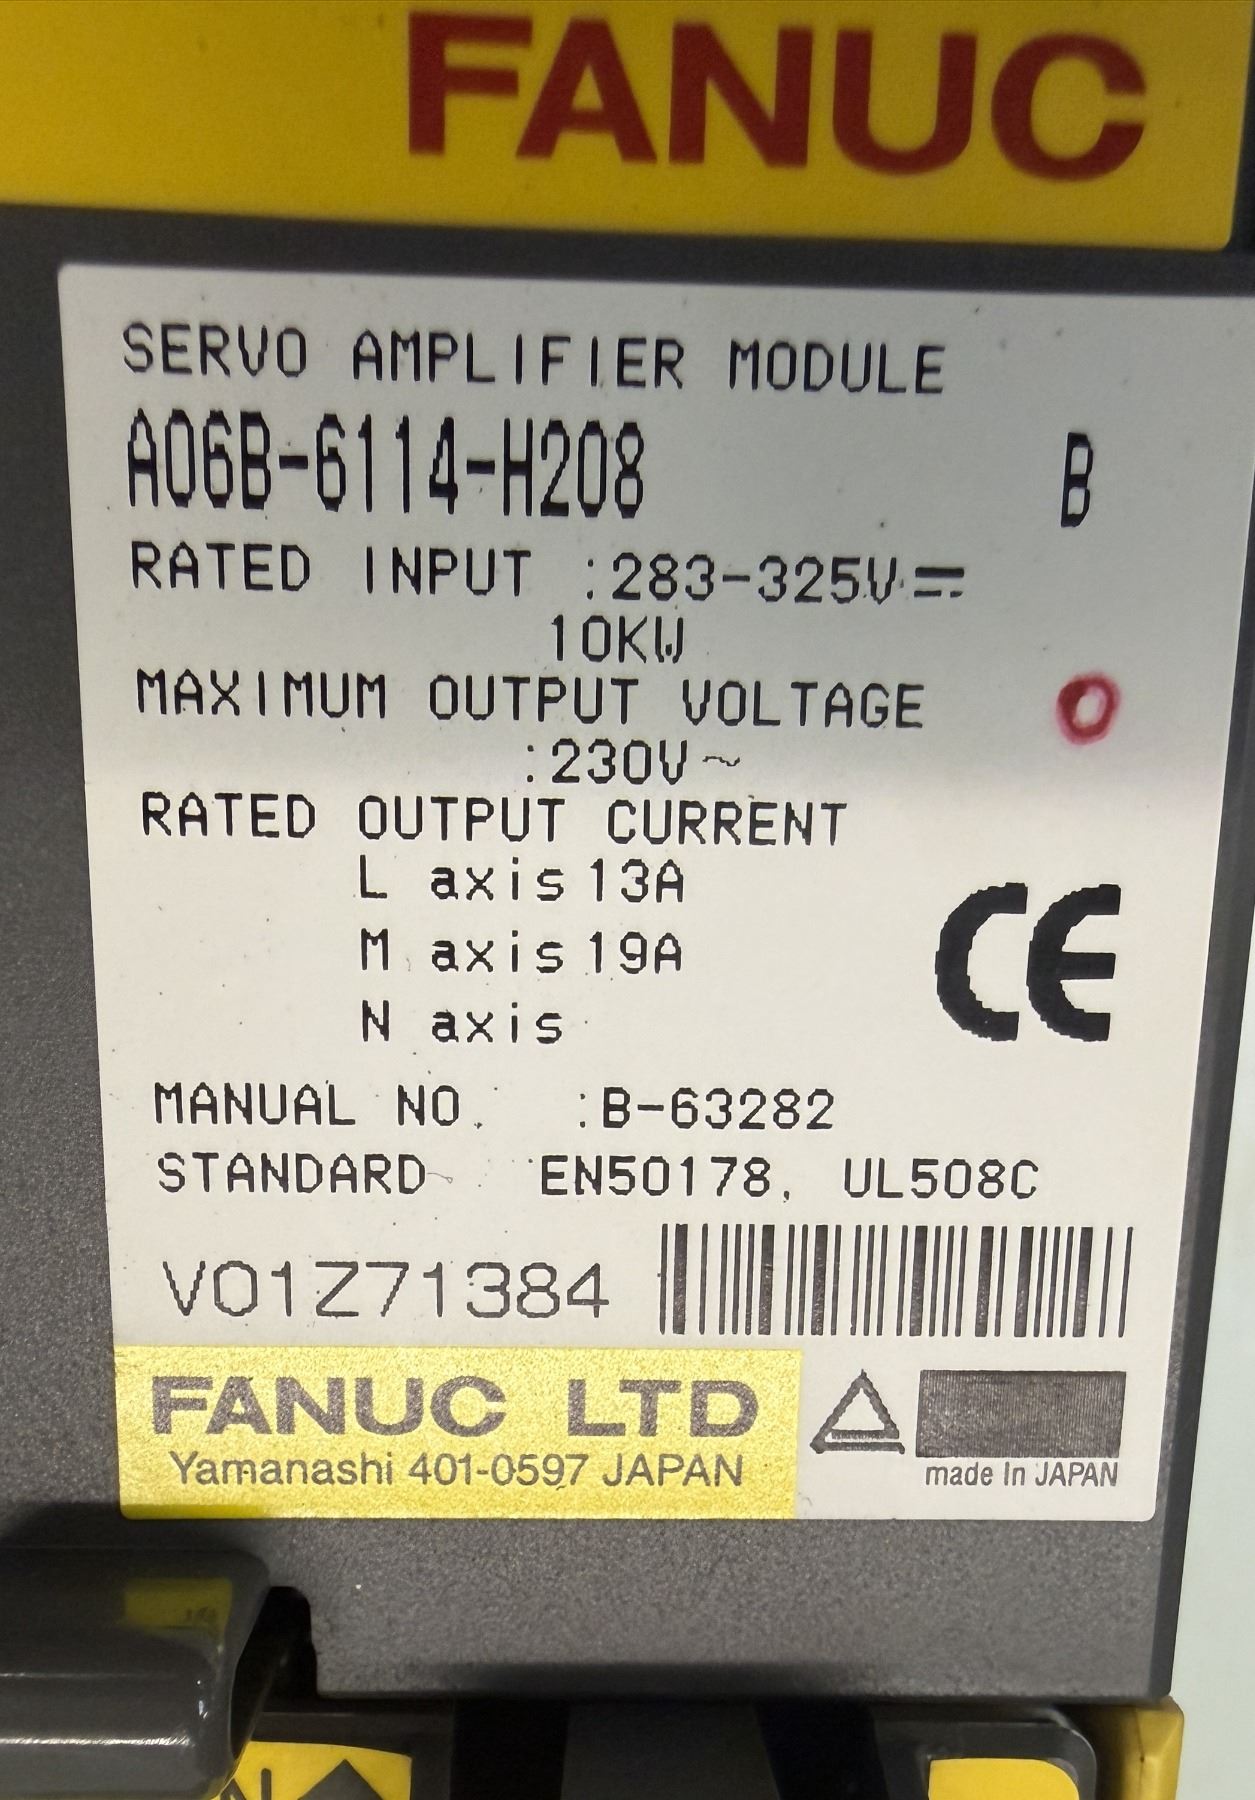 FANUC
SERVO AMPLIFIER MODULE
A06B-6114-H208 B
RATED INPUT :283-325V⎓
10KW
MAXIMUM OUTPUT VOLTAGE
:230V~
RATED OUTPUT CURRENT
L axis 13A
M axis 19A
N axis
CE
MANUAL NO. :B-63282
STANDARD EN50178, UL508C
V01Z71384
FANUC LTD
Yamanashi 401-0597 JAPAN
made In JAPAN